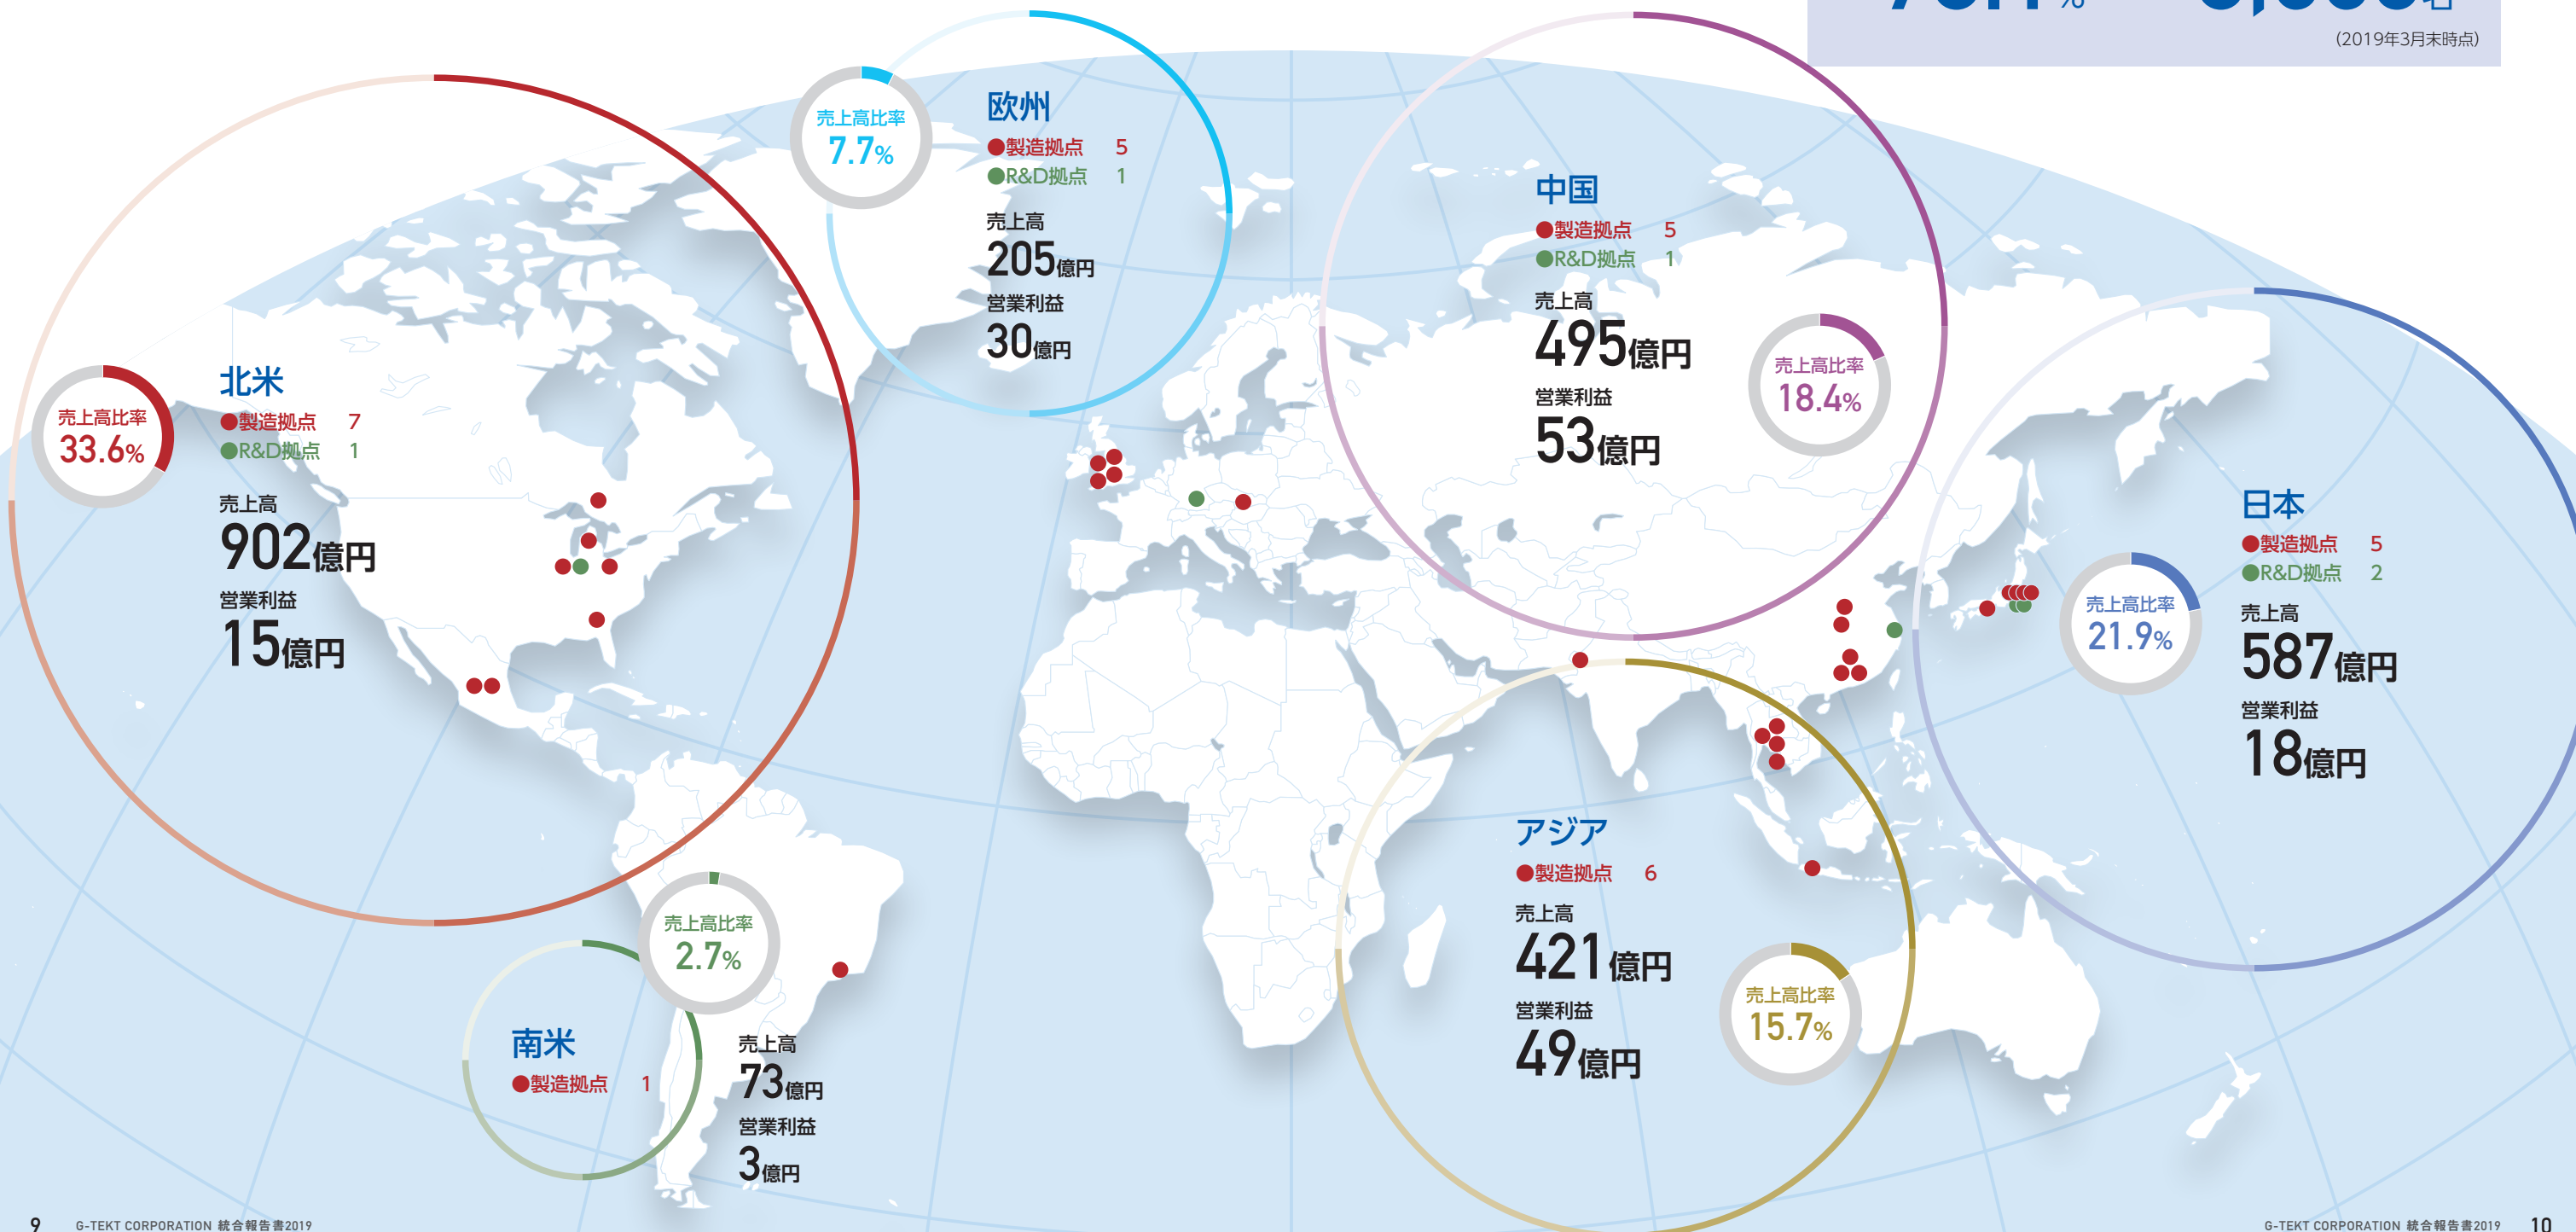 (2019年3月末時点)
欧州
売上高比率
7.7%
●製造拠点 5
●R&D拠点 1
売上高
205億円
営業利益
30億円
中国
●製造拠点 5
●R&D拠点 1
売上高
495億円
営業利益
53億円
売上高比率
18.4%
北米
売上高比率
33.6%
●製造拠点 7
●R&D拠点 1
売上高
902億円
営業利益
15億円
日本
●製造拠点 5
●R&D拠点 2
売上高比率
21.9%
売上高
587億円
営業利益
18億円
アジア
●製造拠点 6
売上高
421億円
営業利益
49億円
売上高比率
15.7%
売上高比率
2.7%
南米
●製造拠点 1
売上高
73億円
営業利益
3億円
9 G-TEKT CORPORATION 統合報告書2019
G-TEKT CORPORATION 統合報告書2019 10